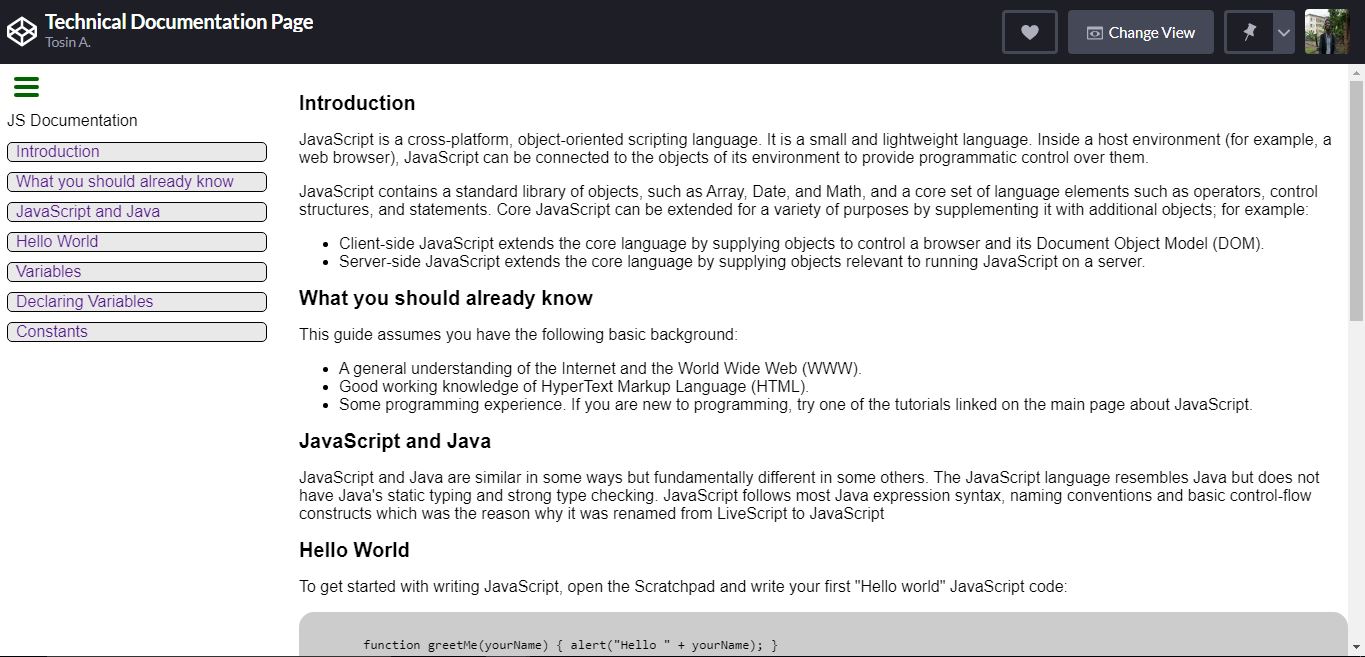 Technical Documentation Page
Tosin A.
Change View
JS Documentation
Introduction
What you should already know
JavaScript and Java
Hello World
Variables
Declaring Variables
Constants
Introduction
JavaScript is a cross-platform, object-oriented scripting language. It is a small and lightweight language. Inside a host environment (for example, a
web browser), JavaScript can be connected to the objects of its environment to provide programmatic control over them.
JavaScript contains a standard library of objects, such as Array, Date, and Math, and a core set of language elements such as operators, control
structures, and statements. Core JavaScript can be extended for a variety of purposes by supplementing it with additional objects; for example:
• Client-side JavaScript extends the core language by supplying objects to control a browser and its Document Object Model (DOM).
• Server-side JavaScript extends the core language by supplying objects relevant to running JavaScript on a server.
What you should already know
This guide assumes you have the following basic background:
• A general understanding of the Internet and the World Wide Web (WWW).
• Good working knowledge of HyperText Markup Language (HTML).
• Some programming experience. If you are new to programming, try one of the tutorials linked on the main page about JavaScript.
JavaScript and Java
JavaScript and Java are similar in some ways but fundamentally different in some others. The JavaScript language resembles Java but does not
have Java's static typing and strong type checking. JavaScript follows most Java expression syntax, naming conventions and basic control-flow
constructs which was the reason why it was renamed from LiveScript to JavaScript
Hello World
To get started with writing JavaScript, open the Scratchpad and write your first "Hello world" JavaScript code:
function greetMe(yourName) { alert("Hello " + yourName); }